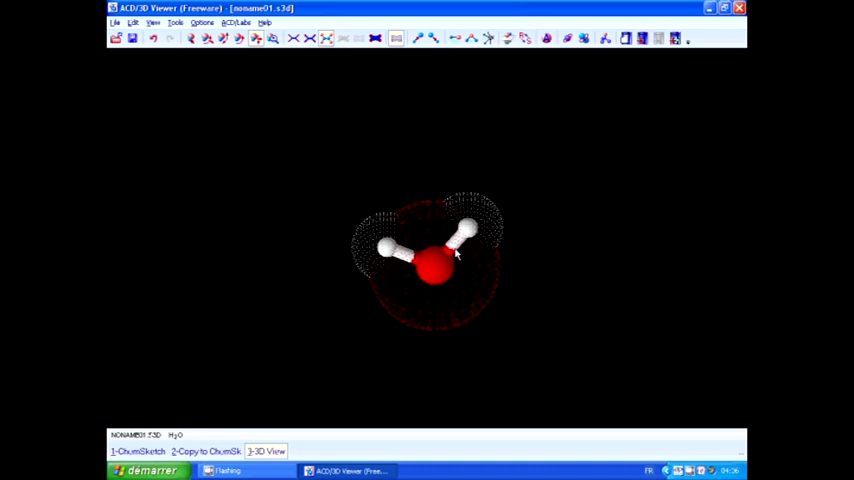 ACD/3D Viewer (Freeware) - [noname01.s3d]
File Edit View Tools Options ACD/Labs Help
NONAME01.S3D H2O
1-ChemSketch 2-Copy to ChemSk 3-3D View
démarrer Flashing ACD/3D Viewer (Free... FR 04:36